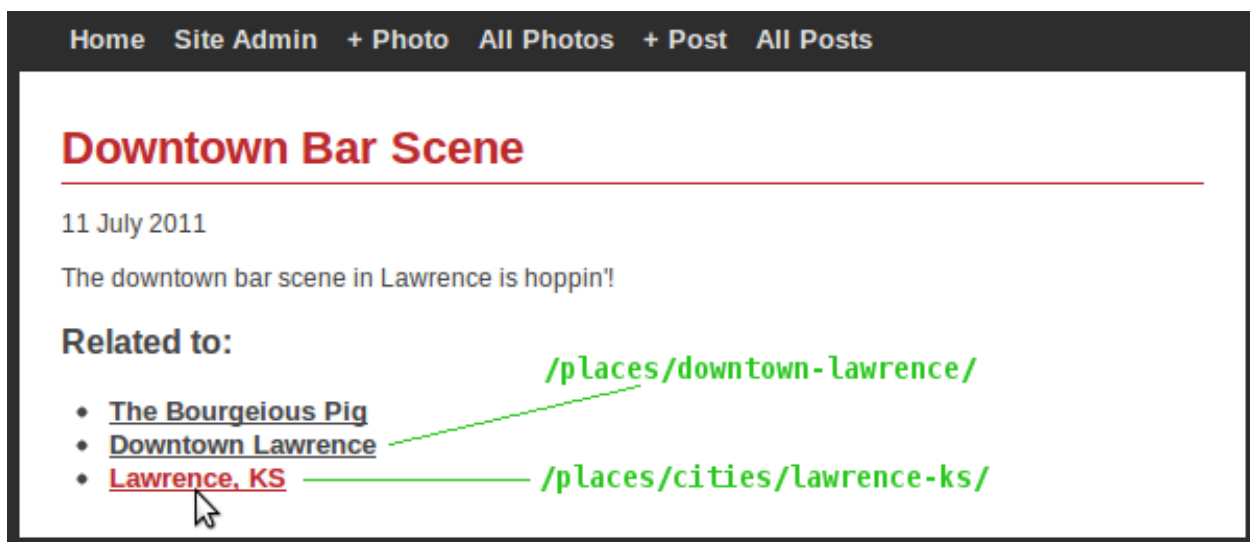 Home Site Admin + Photo All Photos + Post All Posts
Downtown Bar Scene
11 July 2011
The downtown bar scene in Lawrence is hoppin'!
Related to:
/places/downtown-lawrence/
• The Bourgeious Pig
• Downtown Lawrence
• Lawrence, KS
/places/cities/lawrence-ks/